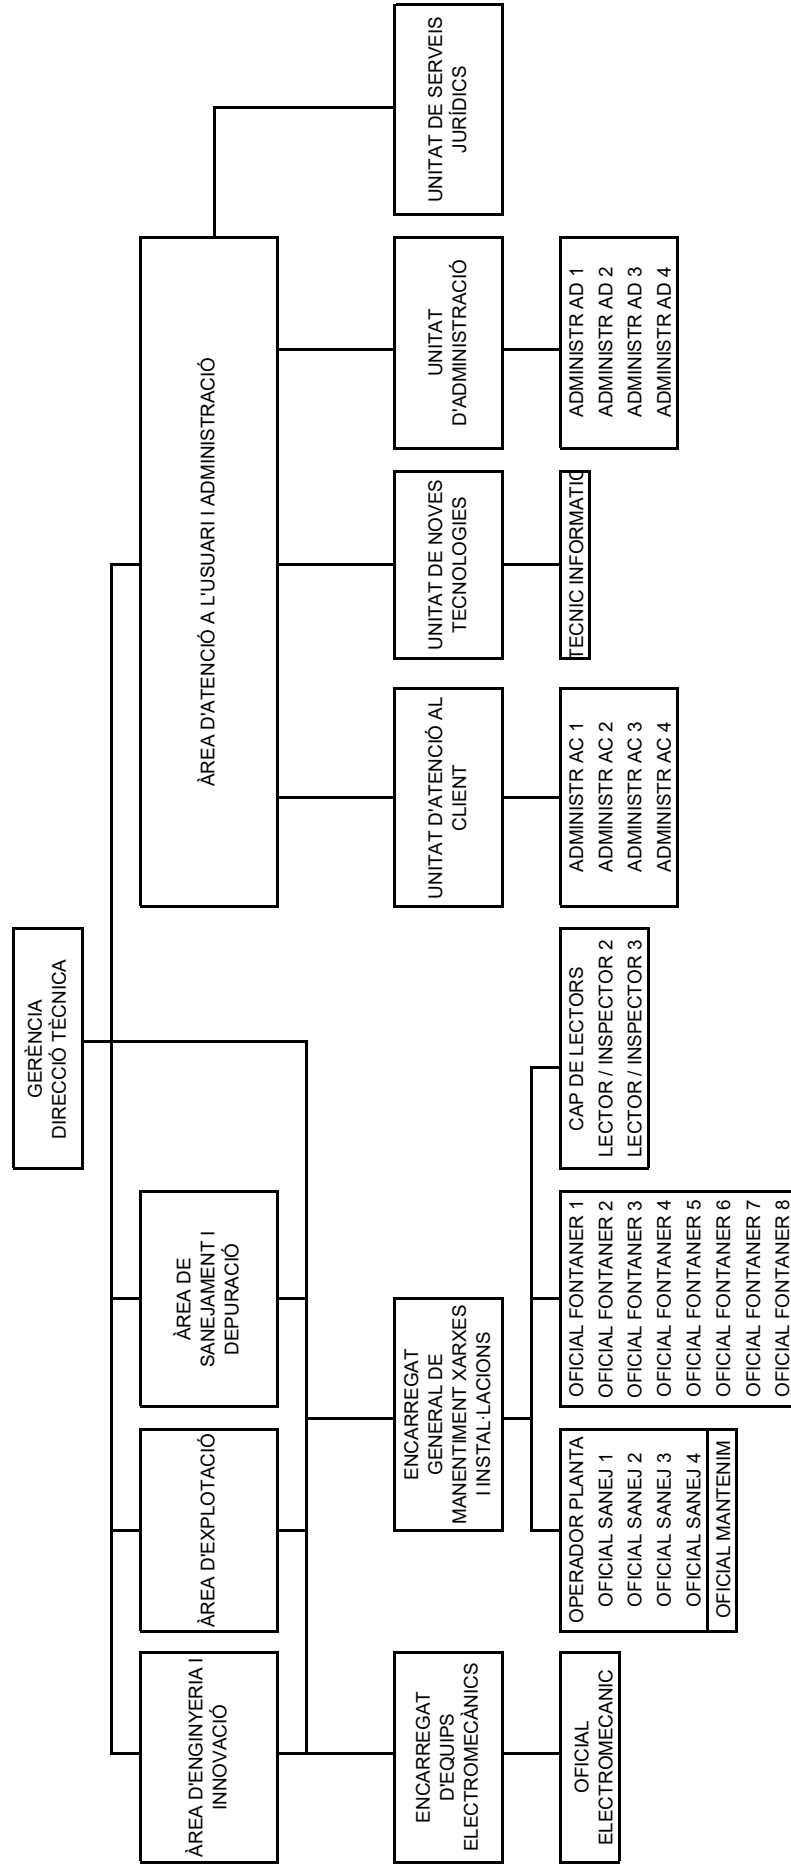 GERÈNCIA
DIRECCIÓ TÈCNICA
ÀREA D'ENGINYERIA I
INNOVACIÓ
ÀREA D'EXPLOTACIÓ
ÀREA DE
SANEJAMENT I
DEPURACIÓ
ÀREA D'ATENCIÓ A L'USUARI I ADMINISTRACIÓ
ENCARREGAT
D'EQUIPS
ELECTROMECÀNICS
ENCARREGAT
GENERAL DE
MANENTIMENT XARXES
I INSTAL·LACIONS
UNITAT D'ATENCIÓ AL
CLIENT
UNITAT DE NOVES
TECNOLOGIES
UNITAT
D'ADMINISTRACIÓ
UNITAT DE SERVEIS
JURÍDICS
OFICIAL
ELECTROMECANIC
OPERADOR PLANTA
OFICIAL SANEJ 1
OFICIAL SANEJ 2
OFICIAL SANEJ 3
OFICIAL SANEJ 4
OFICIAL MANTENIM
OFICIAL FONTANER 1
OFICIAL FONTANER 2
OFICIAL FONTANER 3
OFICIAL FONTANER 4
OFICIAL FONTANER 5
OFICIAL FONTANER 6
OFICIAL FONTANER 7
OFICIAL FONTANER 8
CAP DE LECTORS
LECTOR / INSPECTOR 2
LECTOR / INSPECTOR 3
ADMINISTR AC 1
ADMINISTR AC 2
ADMINISTR AC 3
ADMINISTR AC 4
TECNIC INFORMATIC
ADMINISTR AD 1
ADMINISTR AD 2
ADMINISTR AD 3
ADMINISTR AD 4